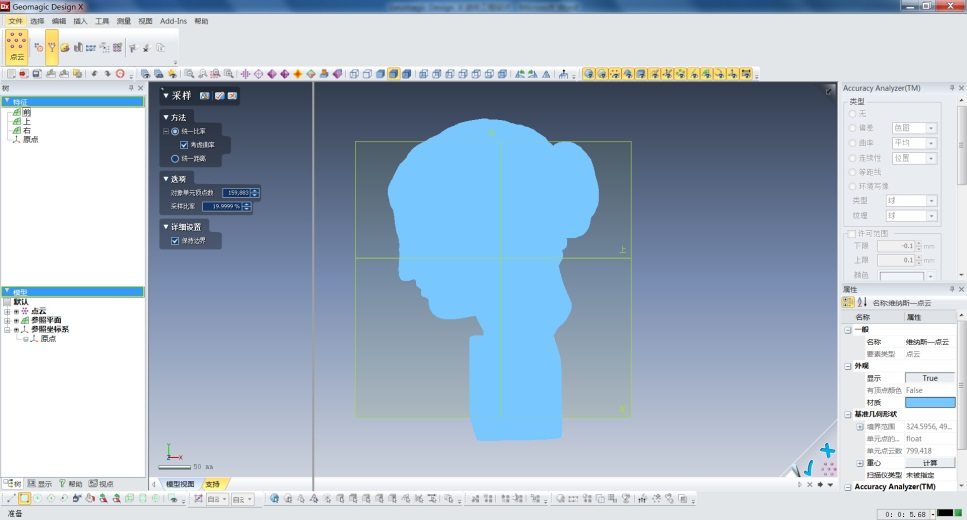 Geomagic Design X
文件 选择 编辑 插入 工具 测量 视图 Add-Ins 帮助
点云
树
特征
前
上
右
原点
模型
默认
点云
参照平面
参照坐标系
原点
树 显示 帮助 视点
采样
方法
统一比率
考虑曲率
统一距离
选项
对象单元顶点数 159,883
采样比率 19.9999 %
详细设置
保持边界
上
50 mm
模型视图 支持
自云 自云
准备
Accuracy Analyzer(TM)
类型
无
偏差 色图
曲率 平均
连续性 位置
等距线
环境写像
类型 球
纹理 球
许可范围
下限 -0.1 mm
上限 0.1 mm
颜色
属性
名称:维纳斯—点云
名称 属性
一般
名称 维纳斯—点云
要素类型 点云
外观
显示 True
有顶点颜色 False
材质
基准几何形状
境界范围 324.5956, 49...
单元点的... float
单元点云数 799,418
重心 计算
扫描仪类型 未被指定
Accuracy Analyzer(TM)
0: 0: 5.68